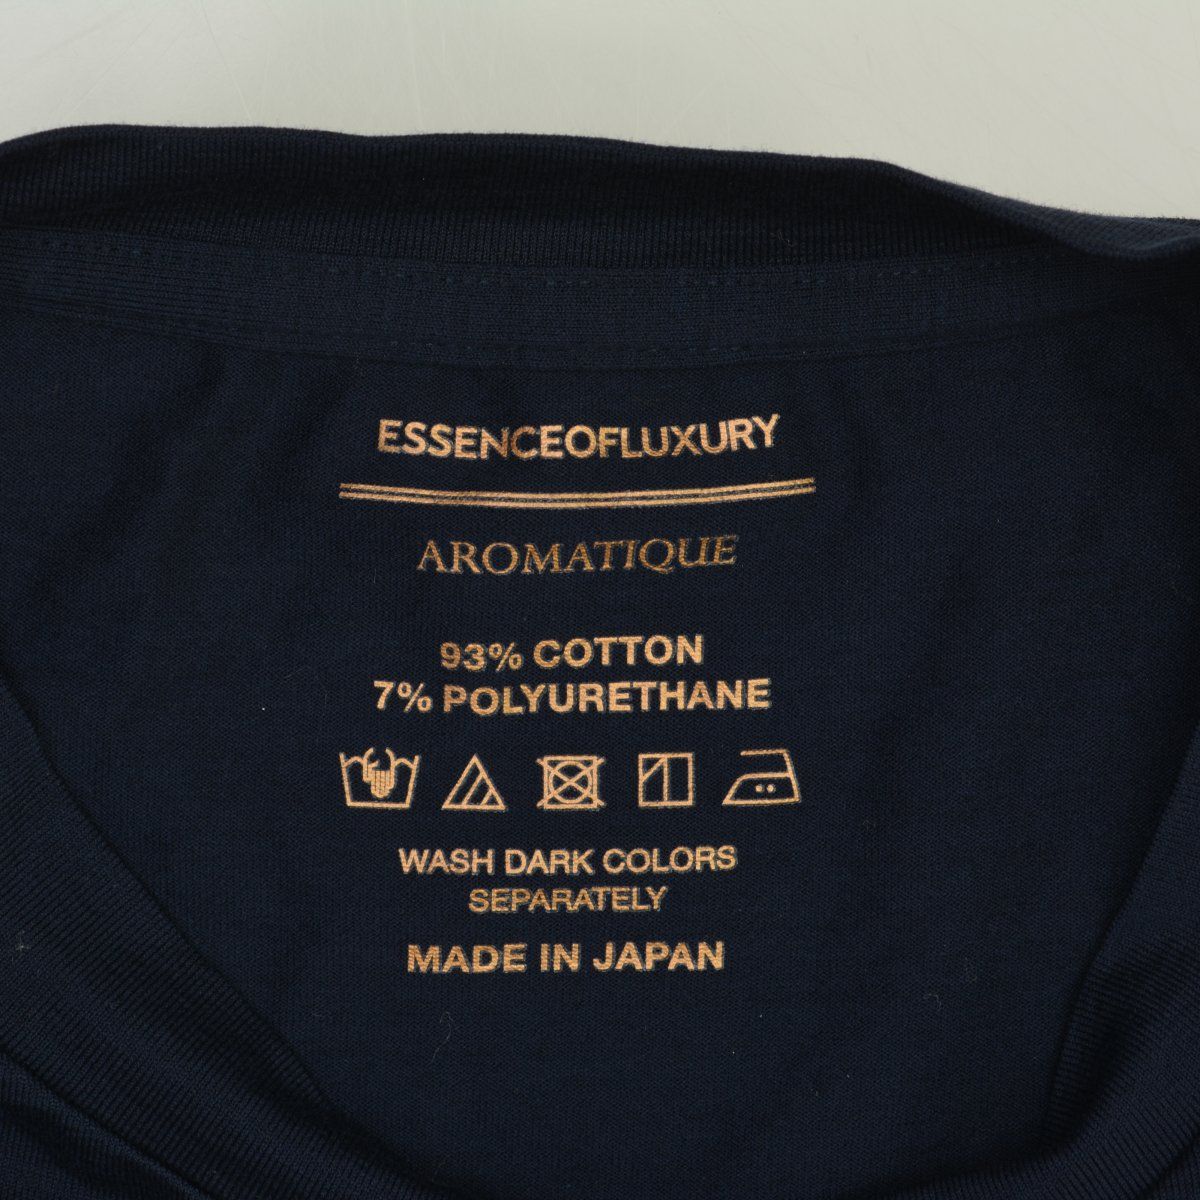 ESSENCEOFLUXURY
AROMATIQUE
93% COTTON
7% POLYURETHANE
WASH DARK COLORS
SEPARATELY
MADE IN JAPAN